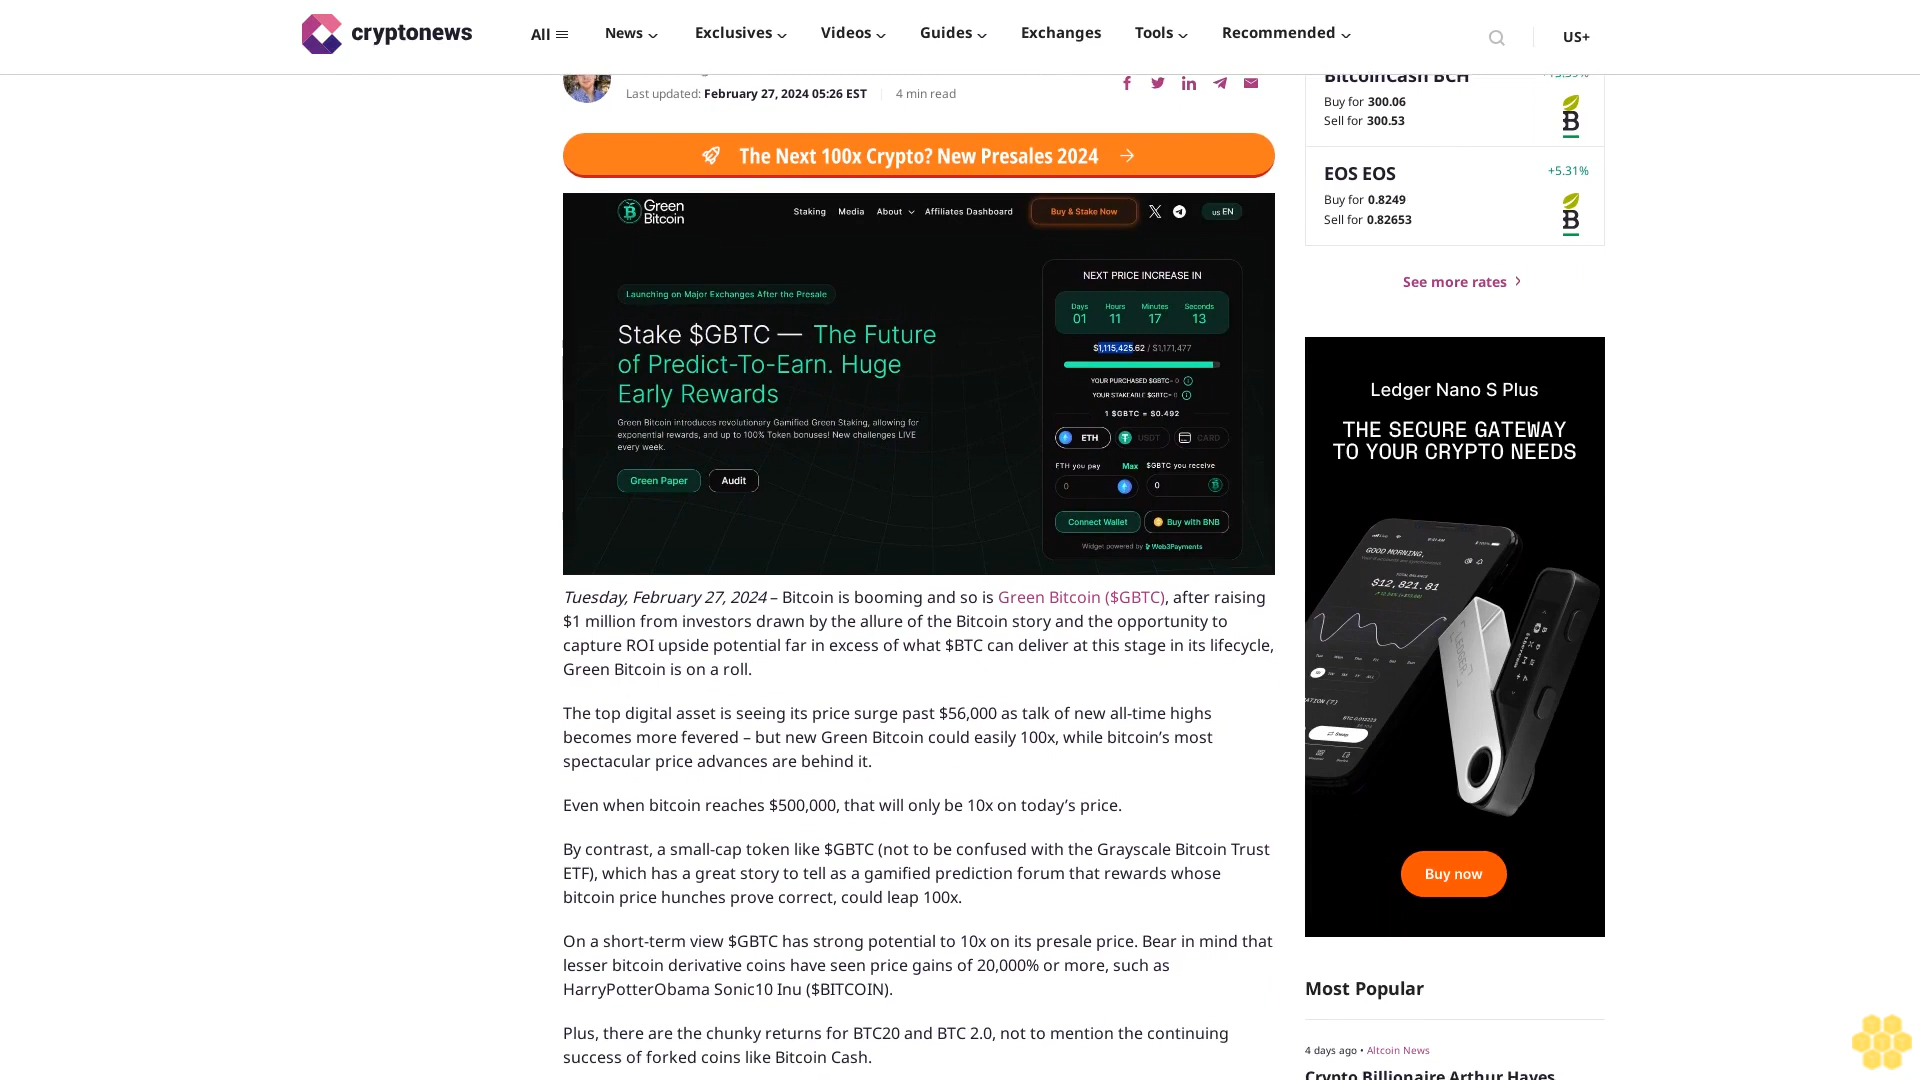 cryptonews
All
News
Exclusives
Videos
Guides
Exchanges
Tools
Recommended
US+
Last updated: February 27, 2024 05:26 EST
4 min read
The Next 100x Crypto? New Presales 2024
Green
Bitcoin
Staking
Media
About
Affiliates Dashboard
Buy & Stake Now
us EN
Launching on Major Exchanges After the Presale
Stake $GBTC — The Future
of Predict-To-Earn. Huge
Early Rewards
Green Bitcoin introduces revolutionary Gamified Green Staking, allowing for
exponential rewards, and up to 100% Token bonuses! New challenges LIVE
every week.
Green Paper
Audit
NEXT PRICE INCREASE IN
Days Hours Minutes Seconds
01 11 17 13
$1,115,425.62 / $1,171,477
YOUR PURCHASED $GBTC= 0
YOUR STAKEABLE $GBTC= 0
1 $GBTC = $0.492
ETH
USDT
CARD
ETH you pay Max $GBTC you receive
0
0
Connect Wallet
Buy with BNB
Widget powered by Web3Payments
Tuesday, February 27, 2024 – Bitcoin is booming and so is Green Bitcoin ($GBTC), after raising
$1 million from investors drawn by the allure of the Bitcoin story and the opportunity to
capture ROI upside potential far in excess of what $BTC can deliver at this stage in its lifecycle,
Green Bitcoin is on a roll.
The top digital asset is seeing its price surge past $56,000 as talk of new all-time highs
becomes more fevered – but new Green Bitcoin could easily 100x, while bitcoin’s most
spectacular price advances are behind it.
Even when bitcoin reaches $500,000, that will only be 10x on today’s price.
By contrast, a small-cap token like $GBTC (not to be confused with the Grayscale Bitcoin Trust
ETF), which has a great story to tell as a gamified prediction forum that rewards whose
bitcoin price hunches prove correct, could leap 100x.
On a short-term view $GBTC has strong potential to 10x on its presale price. Bear in mind that
lesser bitcoin derivative coins have seen price gains of 20,000% or more, such as
HarryPotterObama Sonic10 Inu ($BITCOIN).
Plus, there are the chunky returns for BTC20 and BTC 2.0, not to mention the continuing
success of forked coins like Bitcoin Cash.
BitcoinCash BCH
Buy for 300.06
Sell for 300.53
EOS EOS
+5.31%
Buy for 0.8249
Sell for 0.82653
See more rates
Ledger Nano S Plus
THE SECURE GATEWAY
TO YOUR CRYPTO NEEDS
GOOD MORNING,
$12,821.81
LEDGER
Swap
Buy now
Most Popular
4 days ago • Altcoin News
Crypto Billionaire Arthur Hayes